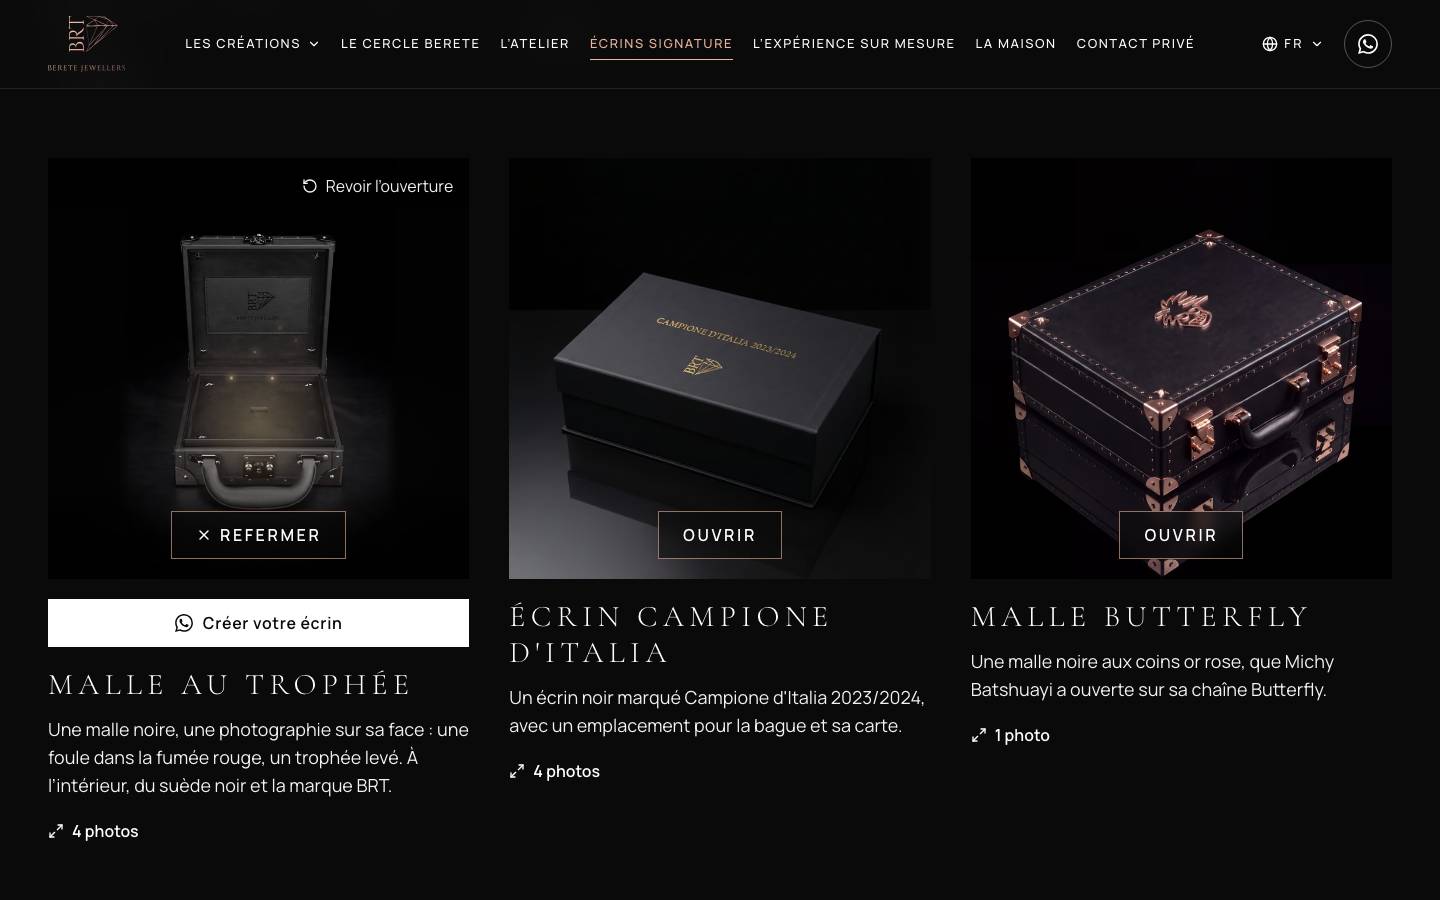 BRT
BERETE JEWELLERS
LES CRÉATIONS
LE CERCLE BERETE
L'ATELIER
ÉCRINS SIGNATURE
L'EXPÉRIENCE SUR MESURE
LA MAISON
CONTACT PRIVÉ
FR
Revoir l'ouverture
BRT
REFERMER
CAMPIONE D'ITALIA 2023/2024
BRT
OUVRIR
OUVRIR
Créer votre écrin
MALLE AU TROPHÉE
Une malle noire, une photographie sur sa face : une
foule dans la fumée rouge, un trophée levé. À
l'intérieur, du suède noir et la marque BRT.
4 photos
ÉCRIN CAMPIONE
D'ITALIA
Un écrin noir marqué Campione d'Italia 2023/2024,
avec un emplacement pour la bague et sa carte.
4 photos
MALLE BUTTERFLY
Une malle noire aux coins or rose, que Michy
Batshuayi a ouverte sur sa chaîne Butterfly.
1 photo